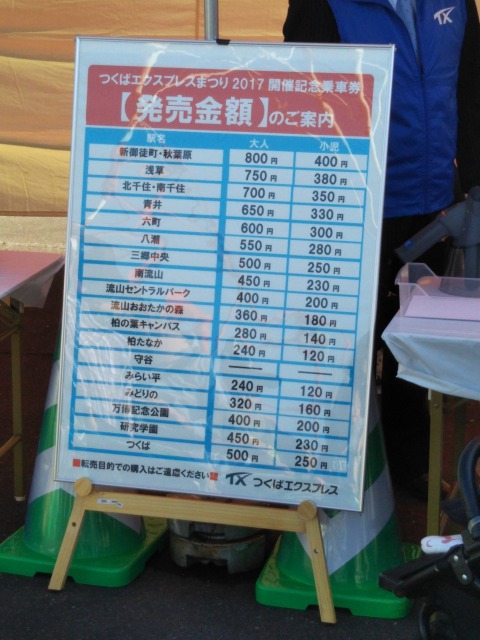 TX
つくばエクスプレスまつり2017 開催記念乗車券
【発売金額】のご案内
駅名 大人 小児
新御徒町・秋葉原 800円 400円
浅草 750円 380円
北千住・南千住 700円 350円
青井 650円 330円
六町 600円 300円
八潮 550円 280円
三郷中央 500円 250円
南流山 450円 230円
流山セントラルパーク 400円 200円
流山おおたかの森 360円 180円
柏の葉キャンパス 280円 140円
柏たなか 240円 120円
守谷 —— ——
みらい平 240円 120円
みどりの 320円 160円
万博記念公園 400円 200円
研究学園 450円 230円
つくば 500円 250円
■転売目的での購入はご遠慮ください■ TX つくばエクスプレス